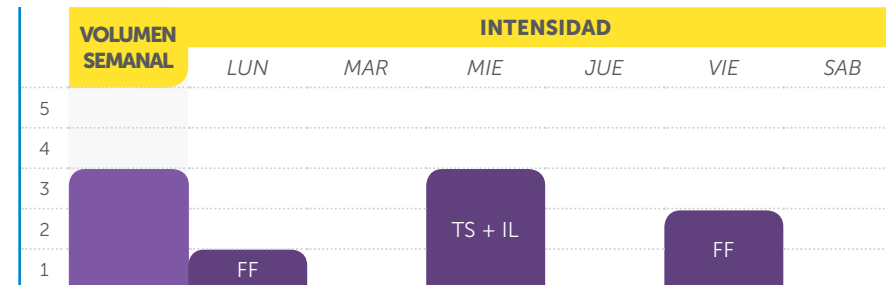 VOLUMEN
SEMANAL
INTENSIDAD
LUN MAR MIE JUE VIE SAB
5
4
3
2
TS + IL
FF
1
FF